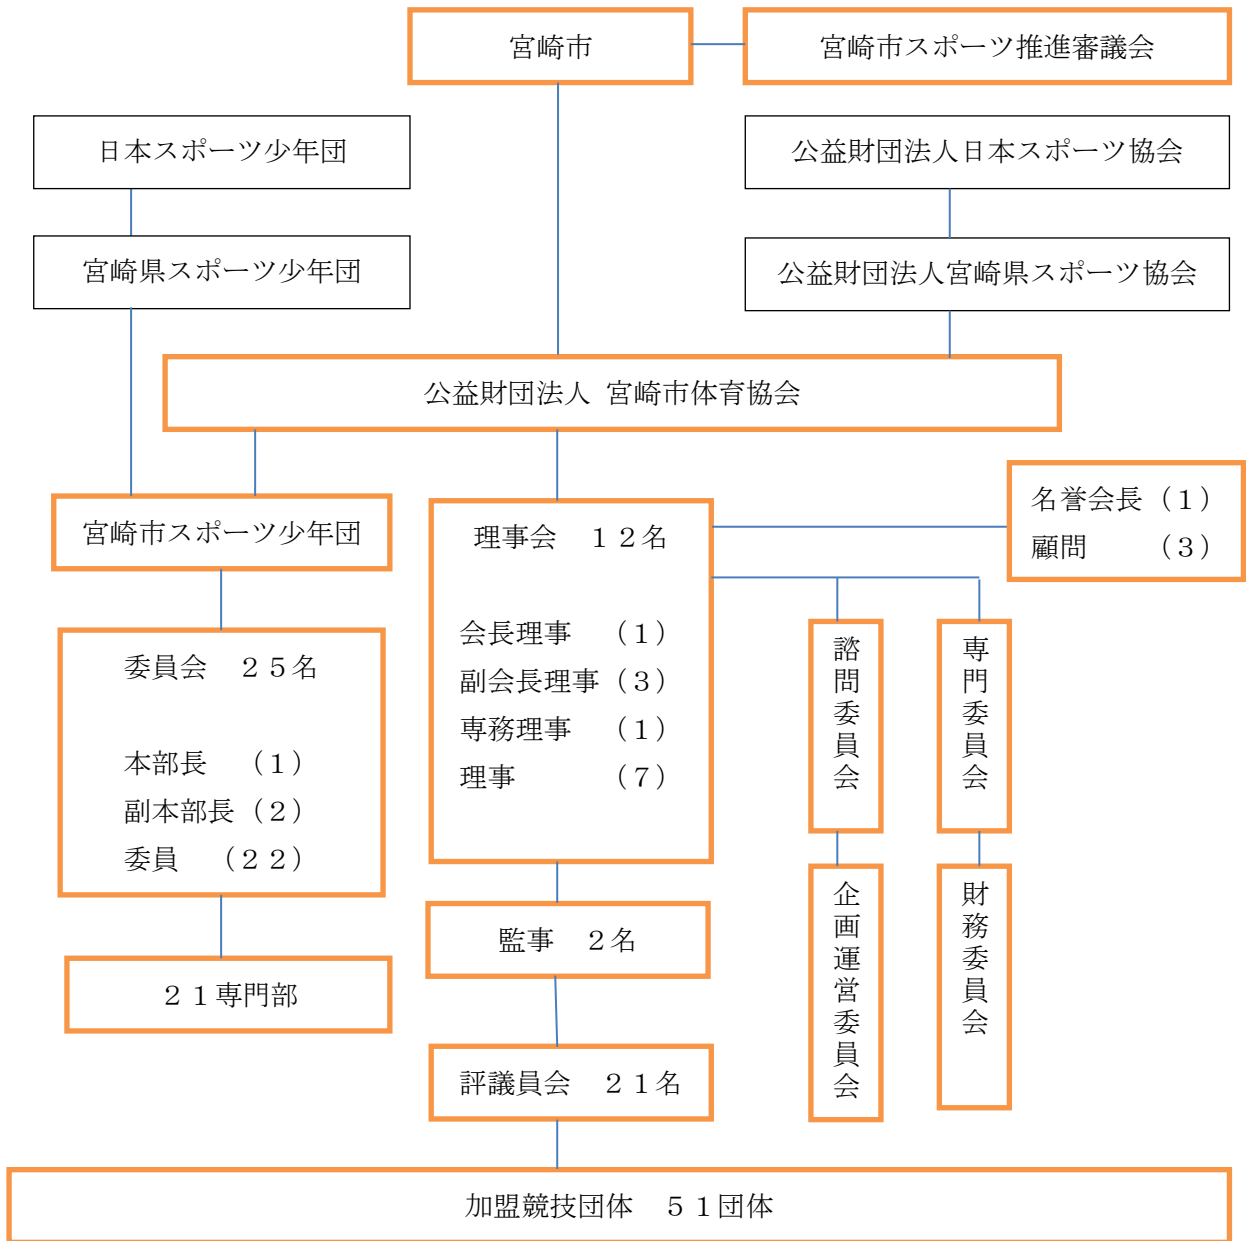 宮崎市
宮崎市スポーツ推進審議会
日本スポーツ少年団
公益財団法人日本スポーツ協会
宮崎県スポーツ少年団
公益財団法人宮崎県スポーツ協会
公益財団法人 宮崎市体育協会
宮崎市スポーツ少年団
理事会　１２名
会長理事　（１）
副会長理事（３）
専務理事　（１）
理事　　　（７）
名誉会長（１）
顧問　　（３）
委員会　２５名
本部長　（１）
副本部長（２）
委員　（２２）
諮問委員会
専門委員会
企画運営委員会
財務委員会
監事　２名
２１専門部
評議員会　２１名
加盟競技団体　５１団体